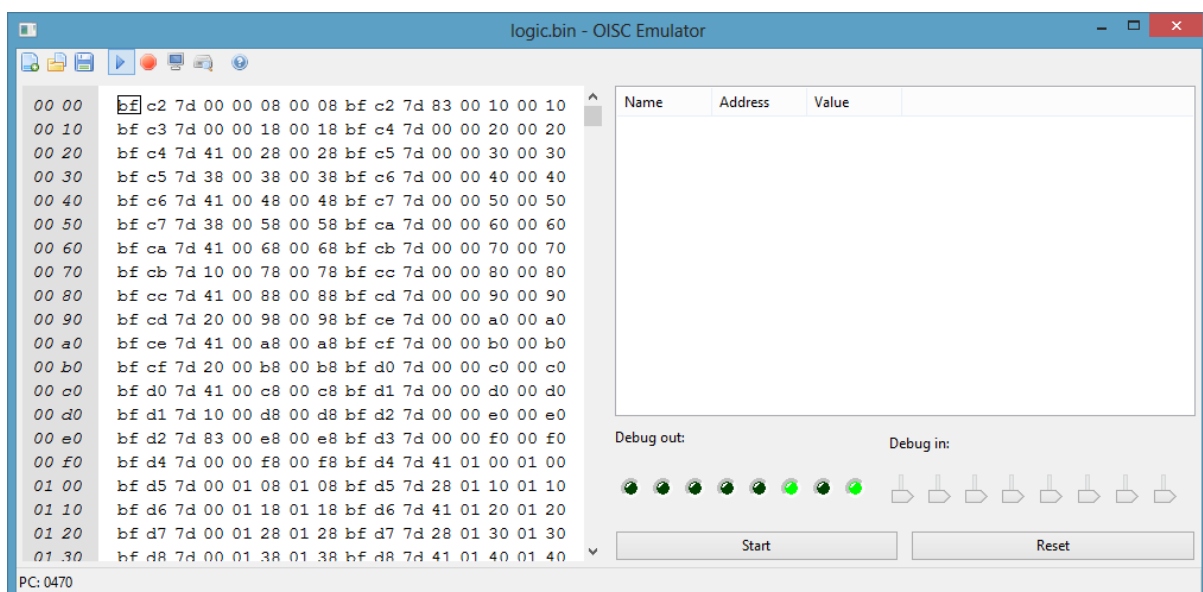 logic.bin - OISC Emulator
00 00 bf c2 7d 00 00 08 00 08 bf c2 7d 83 00 10 00 10
00 10 bf c3 7d 00 00 18 00 18 bf c4 7d 00 00 20 00 20
00 20 bf c4 7d 41 00 28 00 28 bf c5 7d 00 00 30 00 30
00 30 bf c5 7d 38 00 38 00 38 bf c6 7d 00 00 40 00 40
00 40 bf c6 7d 41 00 48 00 48 bf c7 7d 00 00 50 00 50
00 50 bf c7 7d 38 00 58 00 58 bf ca 7d 00 00 60 00 60
00 60 bf ca 7d 41 00 68 00 68 bf cb 7d 00 00 70 00 70
00 70 bf cb 7d 10 00 78 00 78 bf cc 7d 00 00 80 00 80
00 80 bf cc 7d 41 00 88 00 88 bf cd 7d 00 00 90 00 90
00 90 bf cd 7d 20 00 98 00 98 bf ce 7d 00 00 a0 00 a0
00 a0 bf ce 7d 41 00 a8 00 a8 bf cf 7d 00 00 b0 00 b0
00 b0 bf cf 7d 20 00 b8 00 b8 bf d0 7d 00 00 c0 00 c0
00 c0 bf d0 7d 41 00 c8 00 c8 bf d1 7d 00 00 d0 00 d0
00 d0 bf d1 7d 10 00 d8 00 d8 bf d2 7d 00 00 e0 00 e0
00 e0 bf d2 7d 83 00 e8 00 e8 bf d3 7d 00 00 f0 00 f0
00 f0 bf d4 7d 00 00 f8 00 f8 bf d4 7d 41 01 00 01 00
01 00 bf d5 7d 00 01 08 01 08 bf d5 7d 28 01 10 01 10
01 10 bf d6 7d 00 01 18 01 18 bf d6 7d 41 01 20 01 20
01 20 bf d7 7d 00 01 28 01 28 bf d7 7d 28 01 30 01 30
01 30 bf d8 7d 00 01 38 01 38 bf d8 7d 41 01 40 01 40
Name Address Value
Debug out: Debug in:
Start Reset
PC: 0470